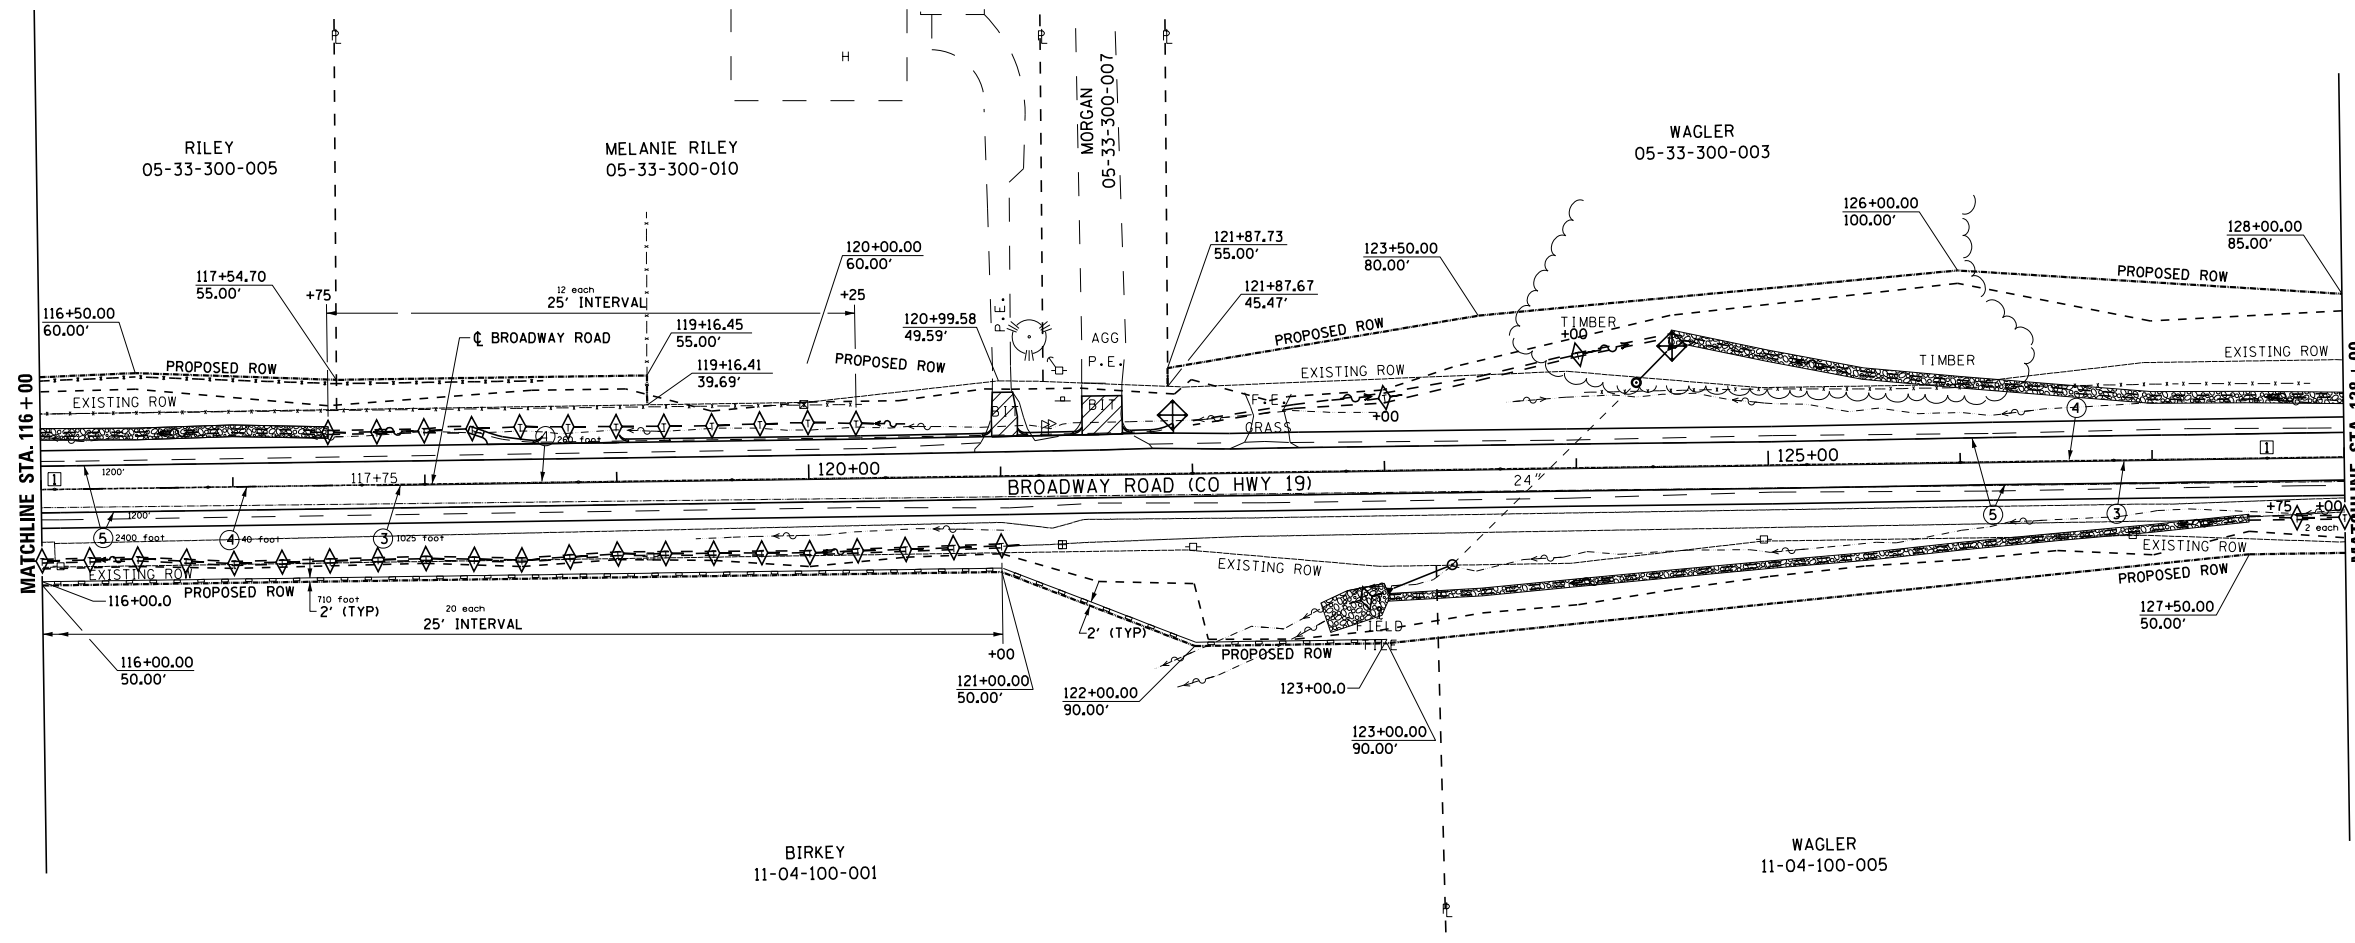 MATCHLINE STA. 116+00
RILEY
05-33-300-005
MELANIE RILEY
05-33-300-010
H
MORGAN
05-33-300-007
WAGLER
05-33-300-003
116+50.00
60.00'
117+54.70
55.00'
+75
12 each
25' INTERVAL
+25
120+00.00
60.00'
119+16.45
55.00'
119+16.41
39.69'
120+99.58
49.59'
121+87.73
55.00'
121+87.67
45.47'
123+50.00
80.00'
126+00.00
100.00'
128+00.00
85.00'
BROADWAY ROAD
PROPOSED ROW
PROPOSED ROW
PROPOSED ROW
PROPOSED ROW
EXISTING ROW
EXISTING ROW
EXISTING ROW
P.E.
AGG
P.E.
BIT
BIT
F.E.
GRASS
TIMBER
+00
TIMBER
+00
260 foot
4
1
1200'
117+75
120+00
125+00
1
BROADWAY ROAD (CO HWY 19)
24"
1200'
5
2400 foot
4
40 foot
3
1025 foot
5
3
+75
+00
2 each
EXISTING ROW
PROPOSED ROW
116+00.0
710 foot
2' (TYP)
20 each
25' INTERVAL
+00
116+00.00
50.00'
121+00.00
50.00'
2' (TYP)
122+00.00
90.00'
EXISTING ROW
PROPOSED ROW
FIELD
TILE
123+00.0
123+00.00
90.00'
EXISTING ROW
PROPOSED ROW
127+50.00
50.00'
BIRKEY
11-04-100-001
WAGLER
11-04-100-005